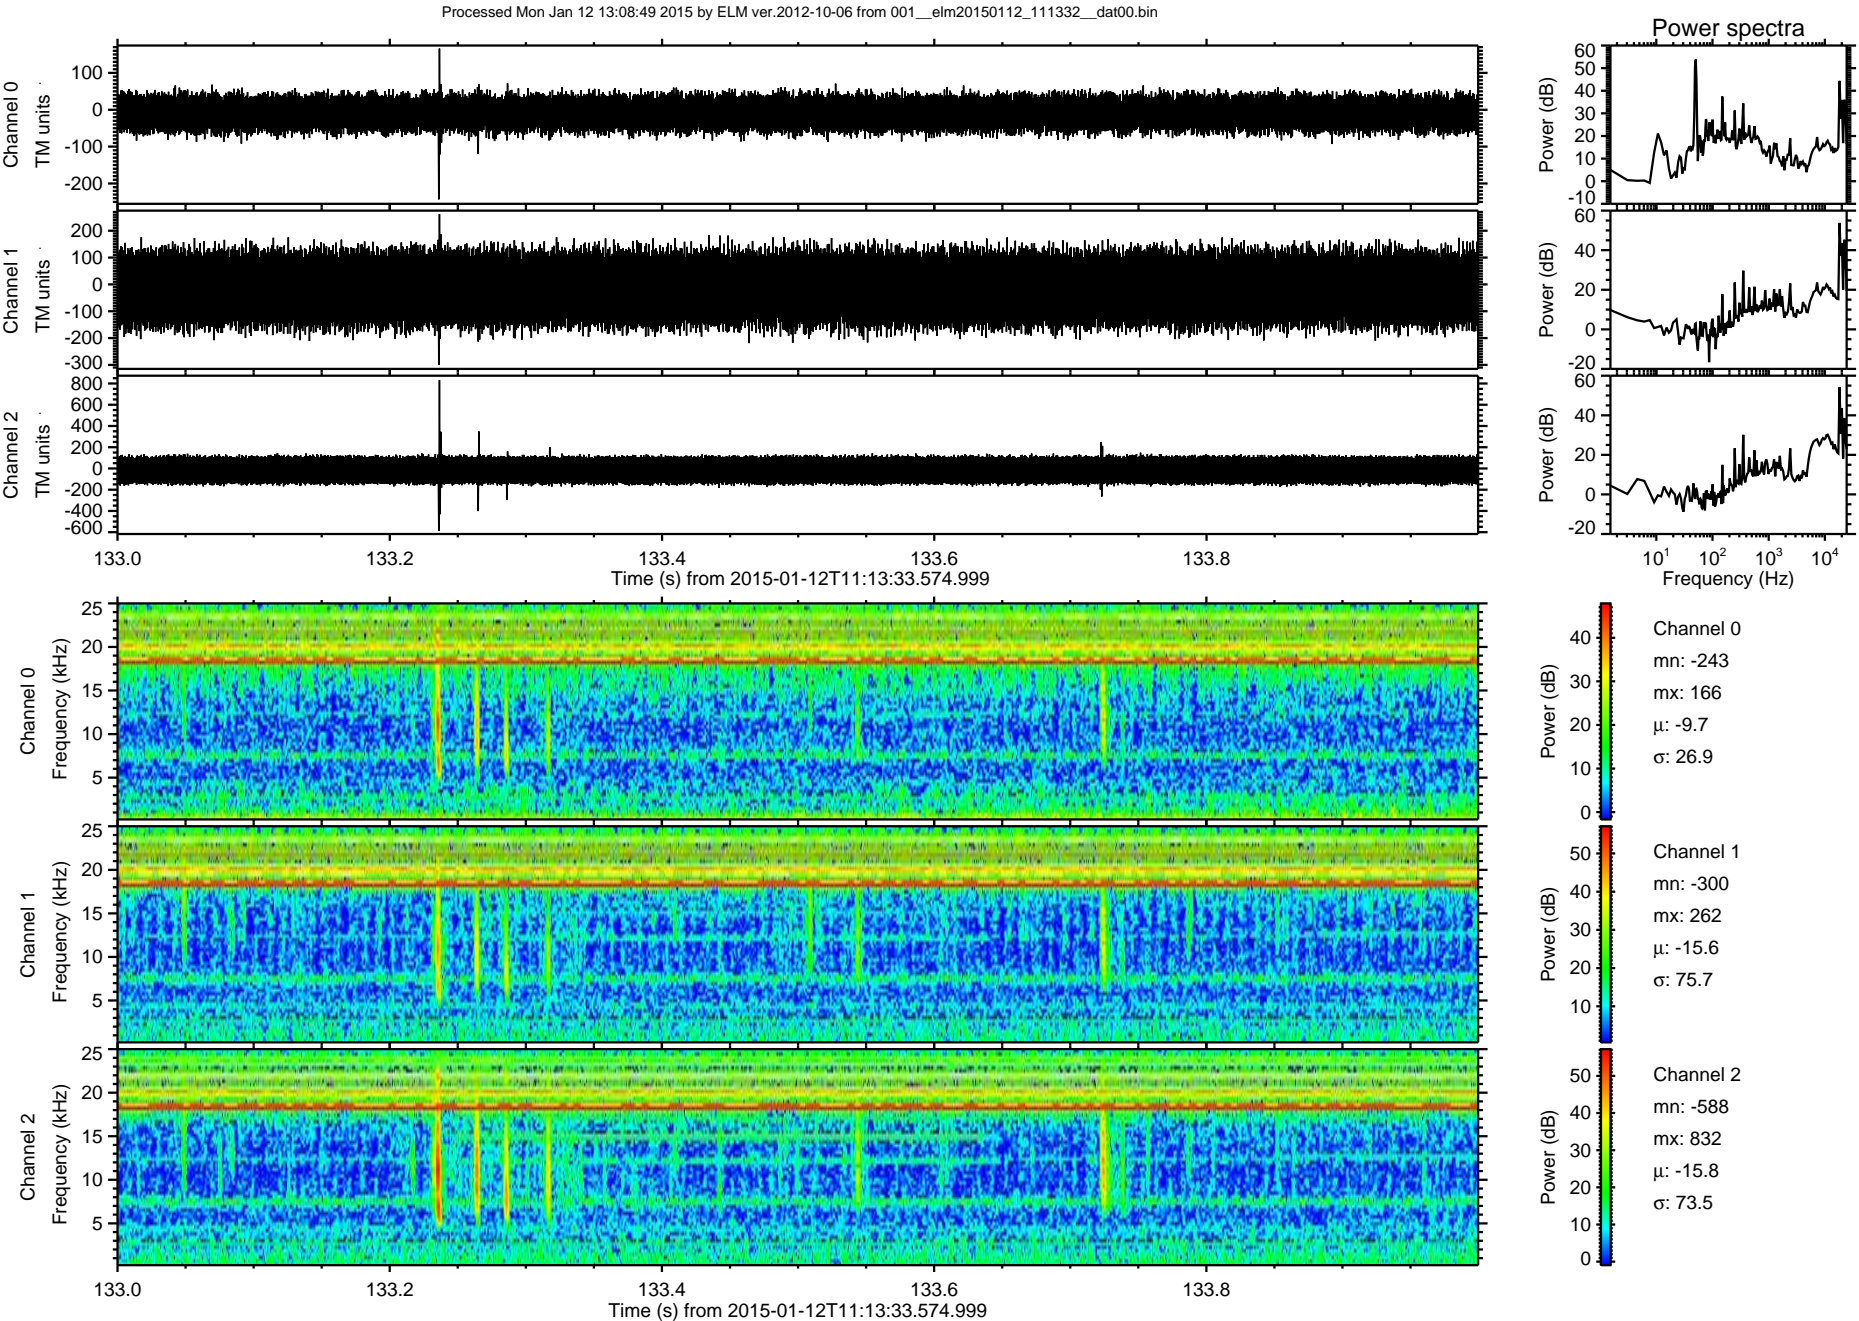 Processed Mon Jan 12 13:08:49 2015 by ELM ver.2012-10-06 from 001__elm20150112_111332__dat00.bin
Power spectra
Channel 0
TM units
100
0
-100
-200
Power (dB)
60
50
40
30
20
10
0
-10
Channel 1
TM units
200
100
0
-100
-200
-300
Power (dB)
60
40
20
0
-20
Channel 2
TM units
800
600
400
200
0
-200
-400
-600
Power (dB)
60
40
20
0
-20
133.0 133.2 133.4 133.6 133.8
Time (s) from 2015-01-12T11:13:33.574.999
10¹ 10² 10³ 10⁴
Frequency (Hz)
Channel 0
Frequency (kHz)
25
20
15
10
5
Power (dB)
40
30
20
10
0
Channel 0
mn: -243
mx: 166
μ: -9.7
σ: 26.9
Channel 1
Frequency (kHz)
25
20
15
10
5
Power (dB)
50
40
30
20
10
Channel 1
mn: -300
mx: 262
μ: -15.6
σ: 75.7
Channel 2
Frequency (kHz)
25
20
15
10
5
Power (dB)
50
40
30
20
10
0
Channel 2
mn: -588
mx: 832
μ: -15.8
σ: 73.5
133.0 133.2 133.4 133.6 133.8
Time (s) from 2015-01-12T11:13:33.574.999